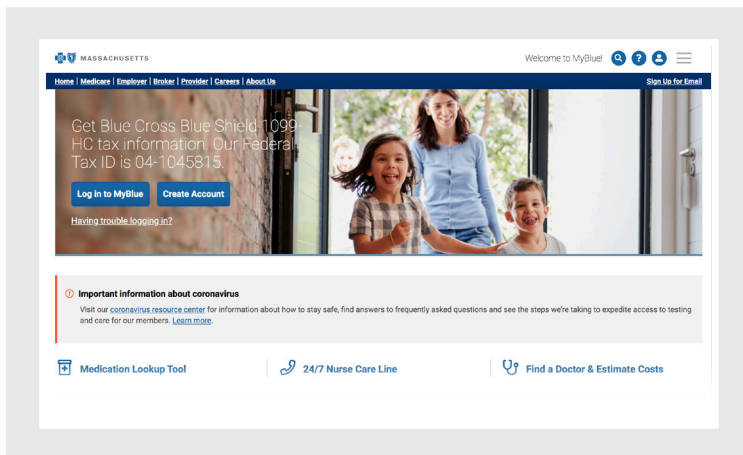 MASSACHUSETTS
Welcome to MyBlue!
Home | Medicare | Employer | Broker | Provider | Careers | About Us
Sign Up for Email
Get Blue Cross Blue Shield 1099-
HC tax information. Our Federal
Tax ID is 04-1045815.
Log in to MyBlue
Create Account
Having trouble logging in?
Important information about coronavirus
Visit our coronavirus resource center for information about how to stay safe, find answers to frequently asked questions and see the steps we're taking to expedite access to testing
and care for our members. Learn more.
Medication Lookup Tool
24/7 Nurse Care Line
Find a Doctor & Estimate Costs